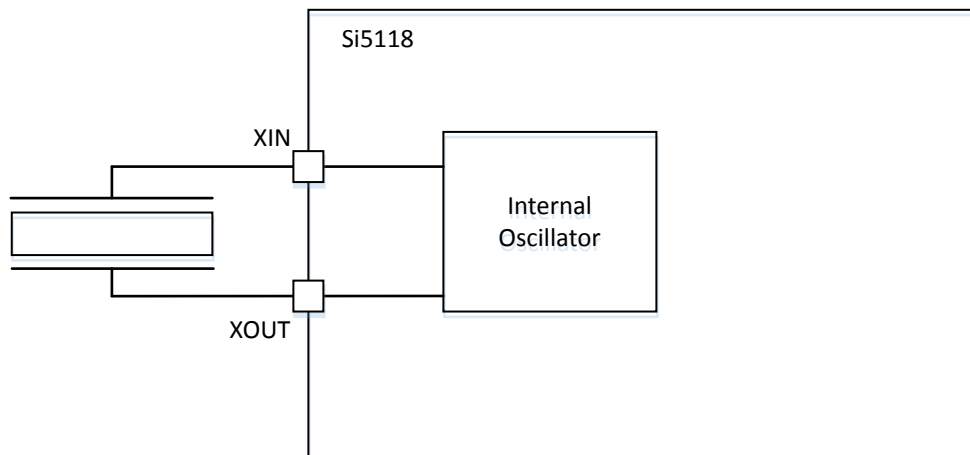 Si5118
XIN
Internal
Oscillator
XOUT